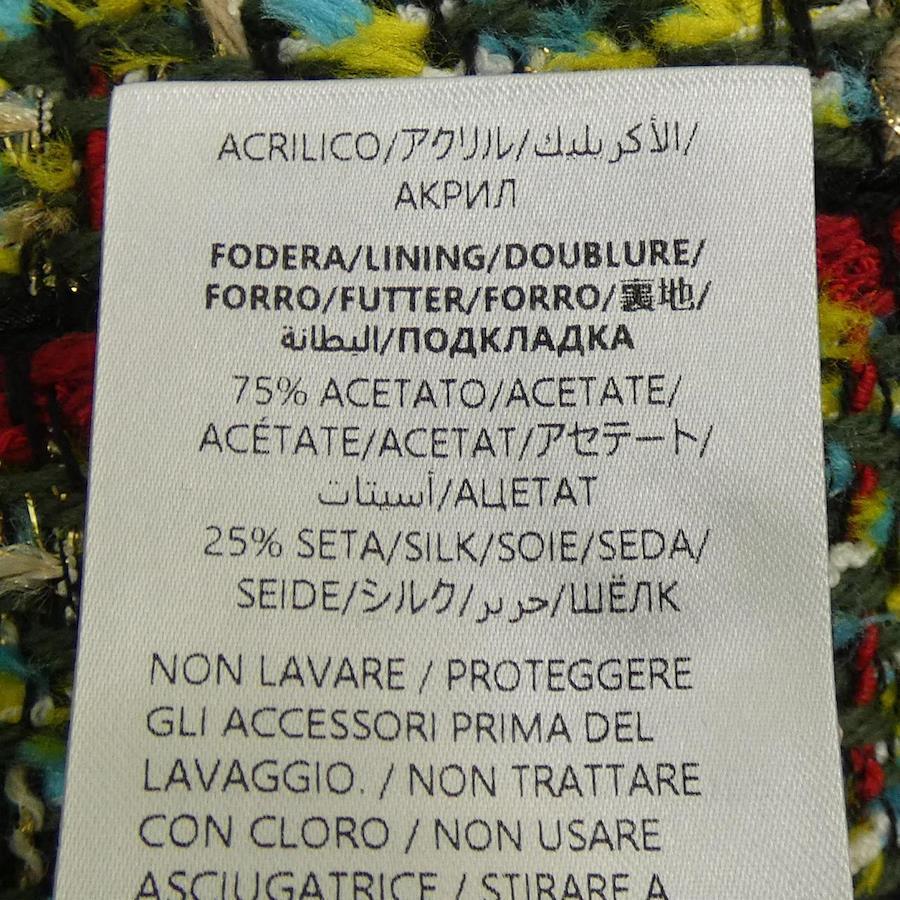 ACRILICO/アクリル/الأكريليك/
АКРИЛ
FODERA/LINING/DOUBLURE/
FORRO/FUTTER/FORRO/裏地/
البطانة/ПОДКЛАДКА
75% ACETATO/ACETATE/
ACÉTATE/ACETAT/アセテート/
أسيتات/АЦЕТАТ
25% SETA/SILK/SOIE/SEDA/
SEIDE/シルク/حرير/ШЁЛК
NON LAVARE / PROTEGGERE
GLI ACCESSORI PRIMA DEL
LAVAGGIO. / NON TRATTARE
CON CLORO / NON USARE
ASCIUGATRICE / STIRARE A